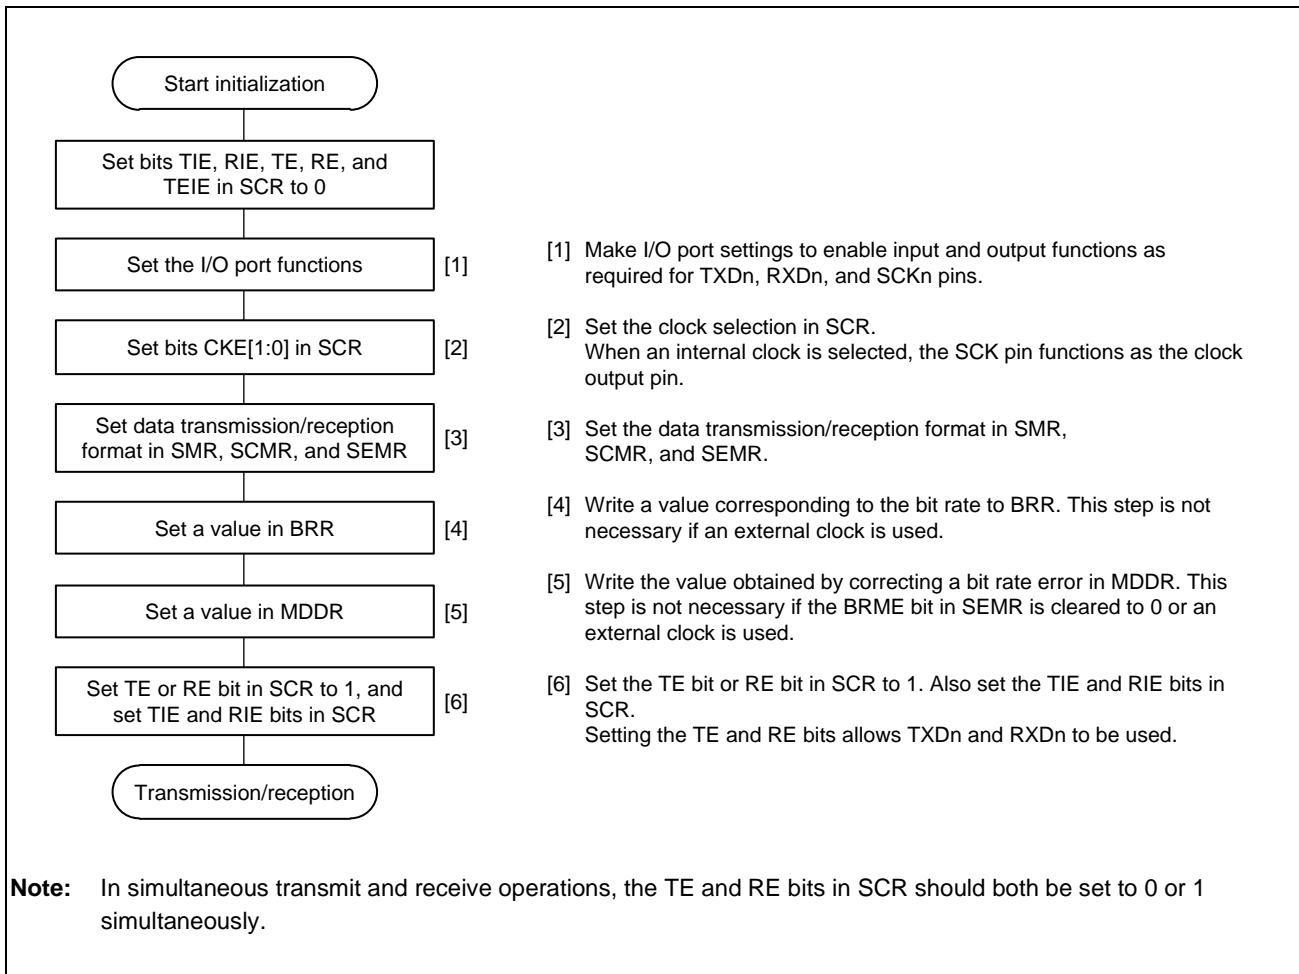 Start initialization
Set bits TIE, RIE, TE, RE, and
TEIE in SCR to 0
Set the I/O port functions
[1]
Set bits CKE[1:0] in SCR
[2]
Set data transmission/reception
format in SMR, SCMR, and SEMR
[3]
Set a value in BRR
[4]
Set a value in MDDR
[5]
Set TE or RE bit in SCR to 1, and
set TIE and RIE bits in SCR
[6]
Transmission/reception
[1] Make I/O port settings to enable input and output functions as
required for TXDn, RXDn, and SCKn pins.
[2] Set the clock selection in SCR.
When an internal clock is selected, the SCK pin functions as the clock
output pin.
[3] Set the data transmission/reception format in SMR,
SCMR, and SEMR.
[4] Write a value corresponding to the bit rate to BRR. This step is not
necessary if an external clock is used.
[5] Write the value obtained by correcting a bit rate error in MDDR. This
step is not necessary if the BRME bit in SEMR is cleared to 0 or an
external clock is used.
[6] Set the TE bit or RE bit in SCR to 1. Also set the TIE and RIE bits in
SCR.
Setting the TE and RE bits allows TXDn and RXDn to be used.
Note: In simultaneous transmit and receive operations, the TE and RE bits in SCR should both be set to 0 or 1
simultaneously.